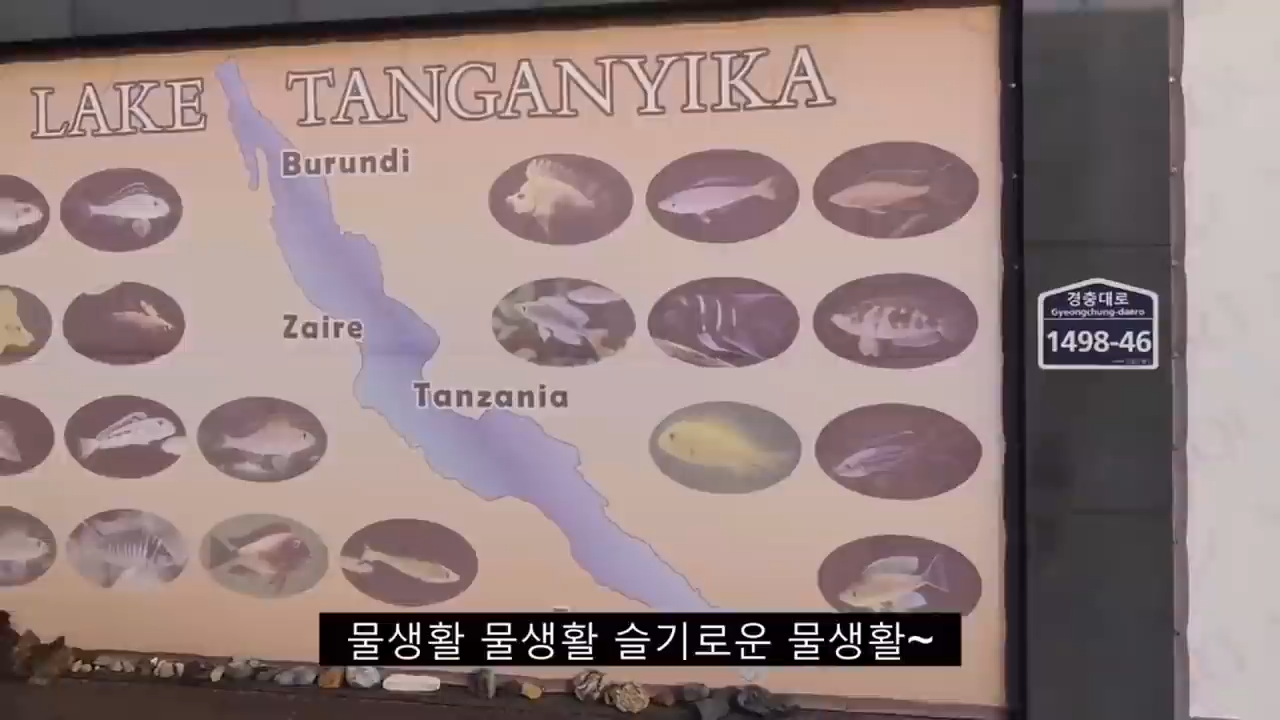 LAKE TANGANYIKA
Burundi
Zaire
Tanzania
경충대로
Gyeongchung-daero
1498-46
물생활 물생활 슬기로운 물생활~